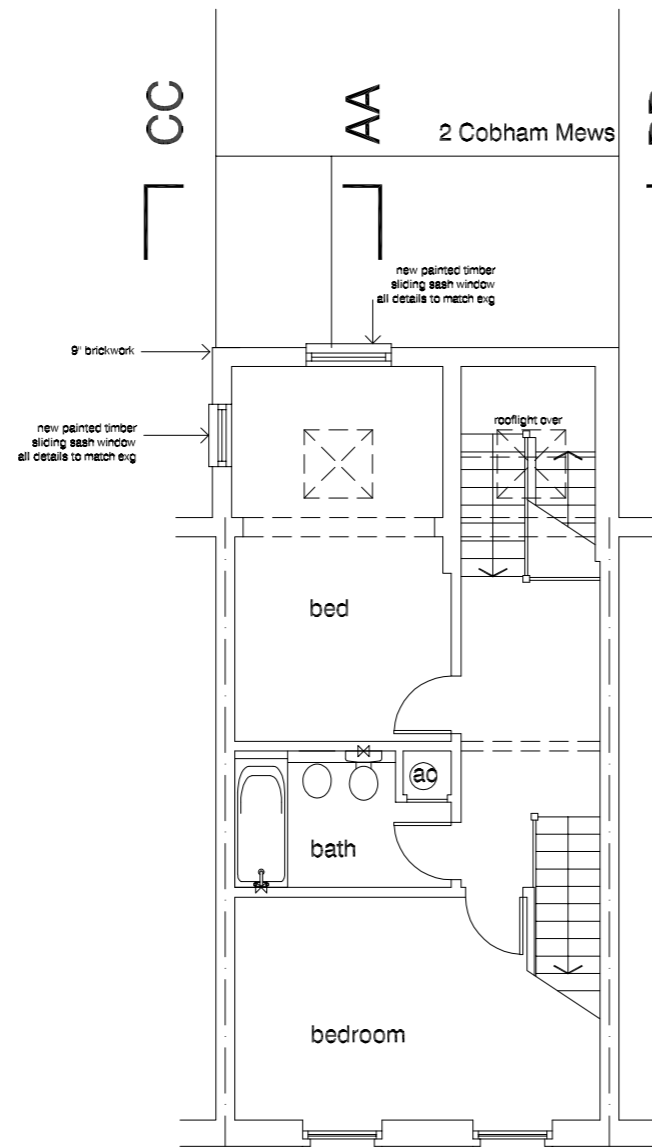 CC
AA
2 Cobham Mews
new painted timber
sliding sash window
all details to match exg
9" brickwork
new painted timber
sliding sash window
all details to match exg
rooflight over
bed
ac
bath
bedroom